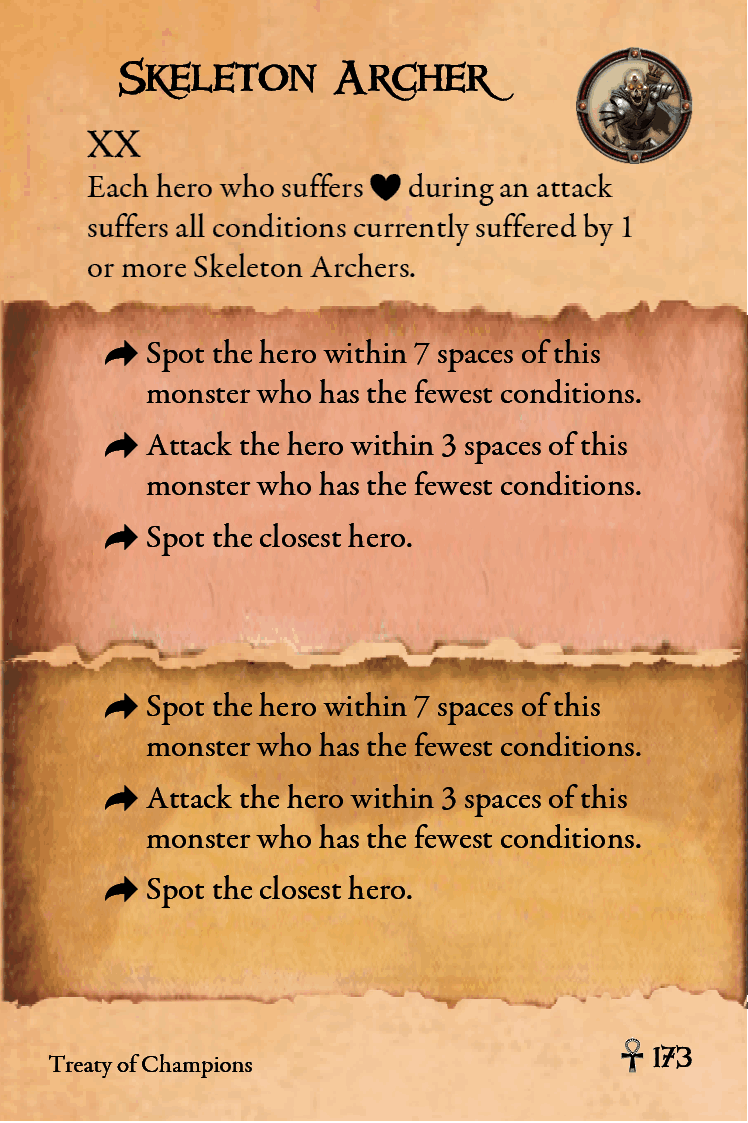 Skeleton Archer
XX
Each hero who suffers ♥ during an attack
suffers all conditions currently suffered by 1
or more Skeleton Archers.
Spot the hero within 7 spaces of this
monster who has the fewest conditions.
Attack the hero within 3 spaces of this
monster who has the fewest conditions.
Spot the closest hero.
Spot the hero within 7 spaces of this
monster who has the fewest conditions.
Attack the hero within 3 spaces of this
monster who has the fewest conditions.
Spot the closest hero.
Treaty of Champions
☥ 173